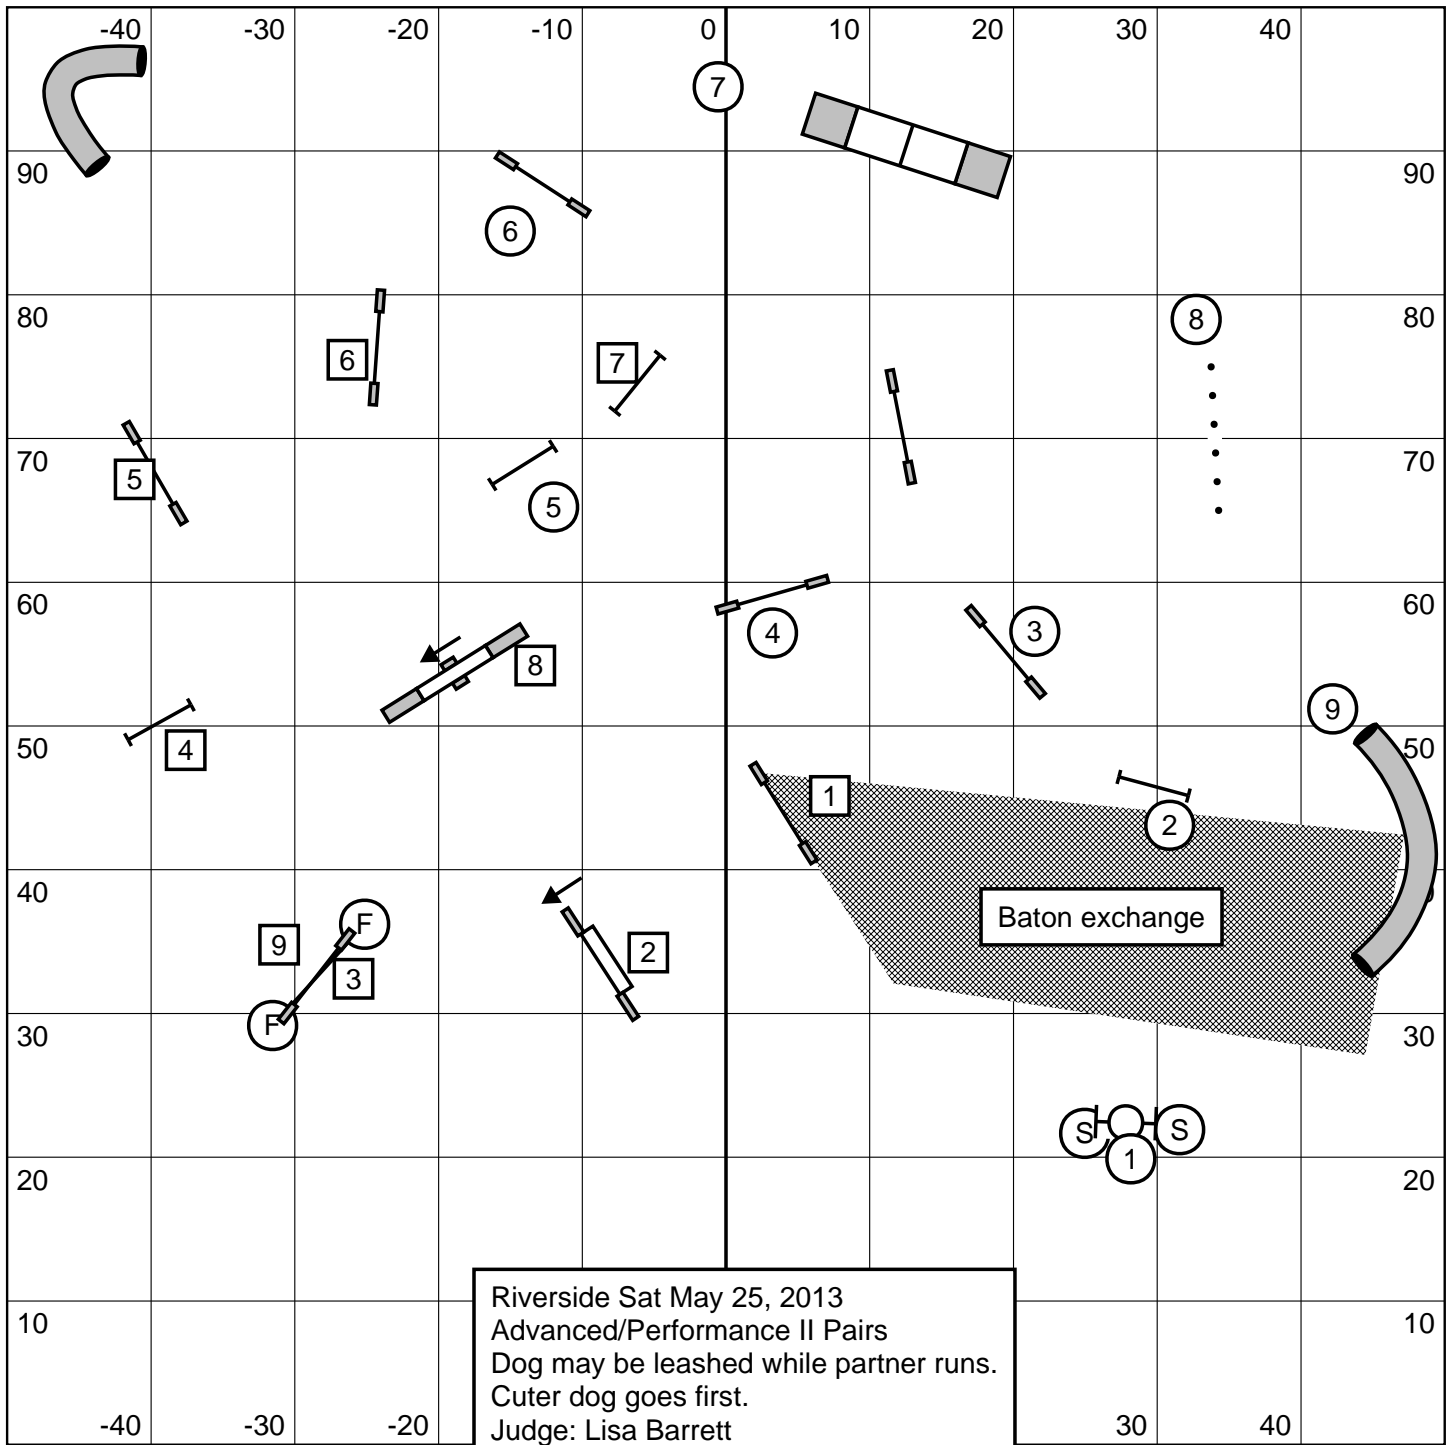 -40 -30 -20 -10 0 10 20 30 40
7
90 90
6
80 8 80
6 7
5
70 70
5
60 60
4 3
8
9
4 50 50
1
2
40
Baton exchange
F
9 2
3
F
30 30
S S
1
20 20
Riverside Sat May 25, 2013
Advanced/Performance II Pairs
Dog may be leashed while partner runs.
Cuter dog goes first.
Judge: Lisa Barrett
10 10
-40 -30 -20 30 40